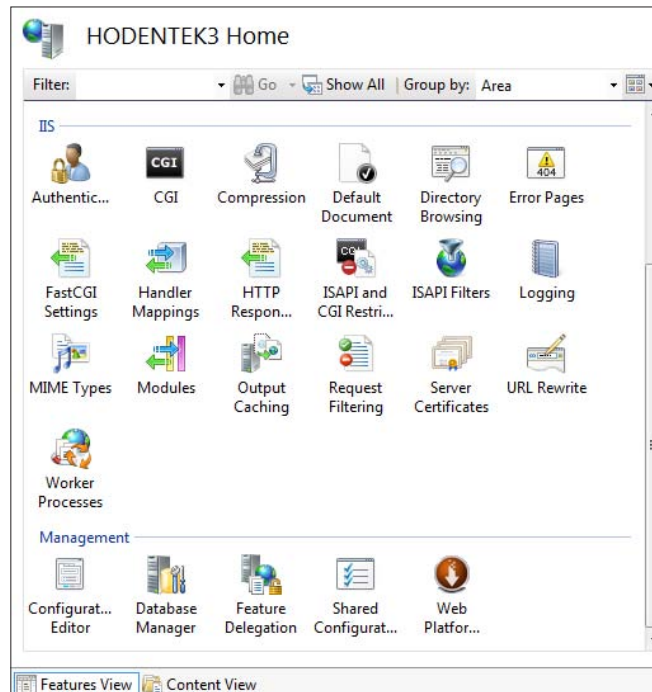 HODENTEK3 Home
Filter: Go Show All Group by: Area
IIS
CGI
404
Authentic... CGI Compression Default Document Directory Browsing Error Pages
CGI
FastCGI Settings Handler Mappings HTTP Respon... ISAPI and CGI Restri... ISAPI Filters Logging
MIME Types Modules Output Caching Request Filtering Server Certificates URL Rewrite
Worker Processes
Management
Configurat... Editor Database Manager Feature Delegation Shared Configurat... Web Platfor...
Features View Content View